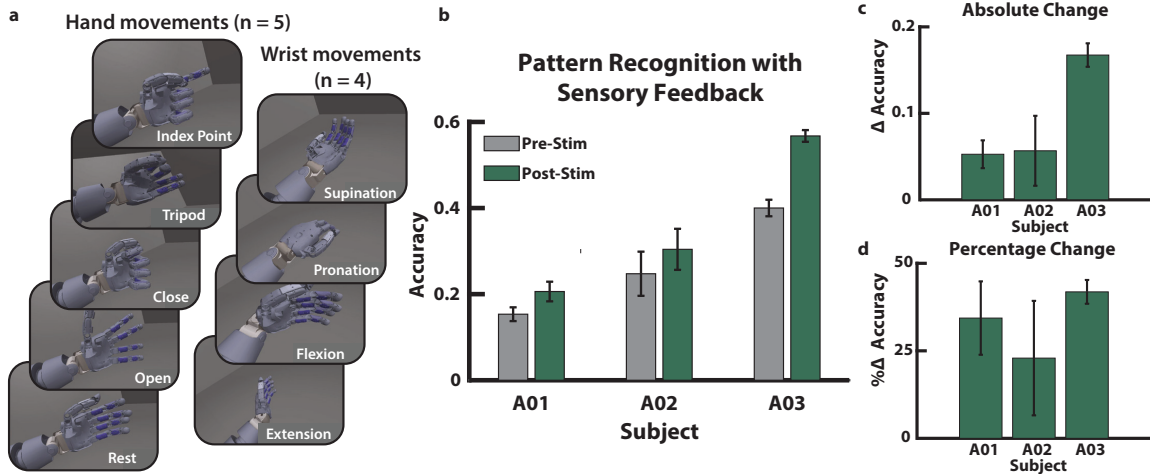 a
Hand movements (n = 5)
Index Point
Tripod
Close
Open
Rest
Wrist movements
(n = 4)
Supination
Pronation
Flexion
Extension
b
Pattern Recognition with
Sensory Feedback
Pre-Stim
Post-Stim
Accuracy
0.6
0.4
0.2
0
A01
A02
A03
Subject
c
Absolute Change
Δ Accuracy
0.2
0.1
0
A01
A02
A03
Subject
d
Percentage Change
%Δ Accuracy
50
25
0
A01
A02
A03
Subject